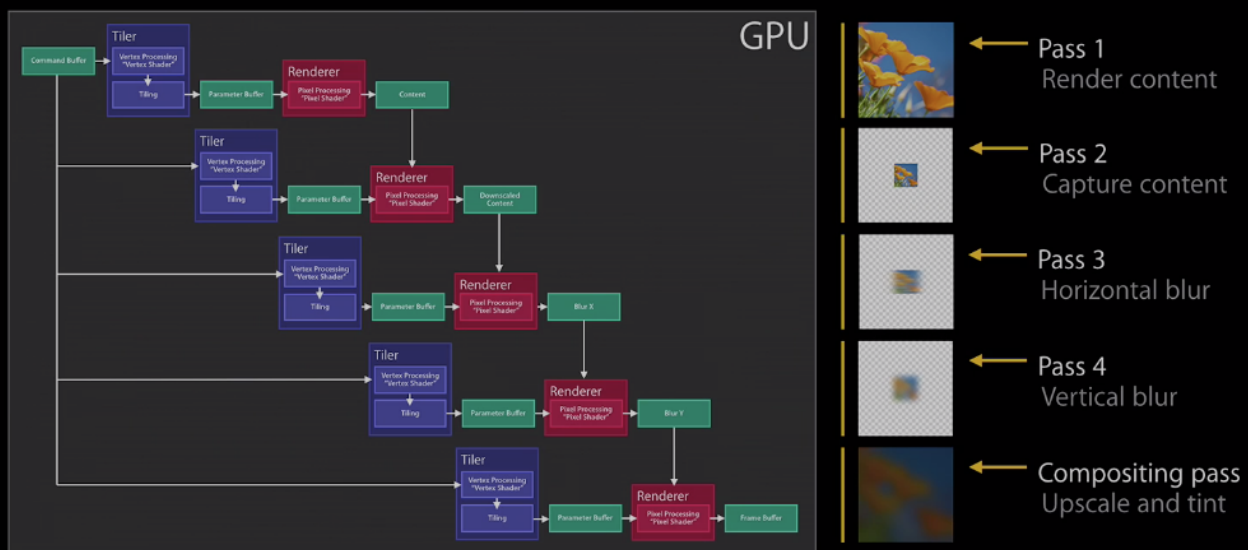 GPU
Command Buffer
Tiler
Vertex Processing
"Vertex Shader"
Tiling
Parameter Buffer
Renderer
Pixel Processing
"Pixel Shader"
Content
Tiler
Vertex Processing
"Vertex Shader"
Tiling
Parameter Buffer
Renderer
Pixel Processing
"Pixel Shader"
Downscaled
Content
Tiler
Vertex Processing
"Vertex Shader"
Tiling
Parameter Buffer
Renderer
Pixel Processing
"Pixel Shader"
Blur X
Tiler
Vertex Processing
"Vertex Shader"
Tiling
Parameter Buffer
Renderer
Pixel Processing
"Pixel Shader"
Blur Y
Tiler
Vertex Processing
"Vertex Shader"
Tiling
Parameter Buffer
Renderer
Pixel Processing
"Pixel Shader"
Frame Buffer
Pass 1
Render content
Pass 2
Capture content
Pass 3
Horizontal blur
Pass 4
Vertical blur
Compositing pass
Upscale and tint